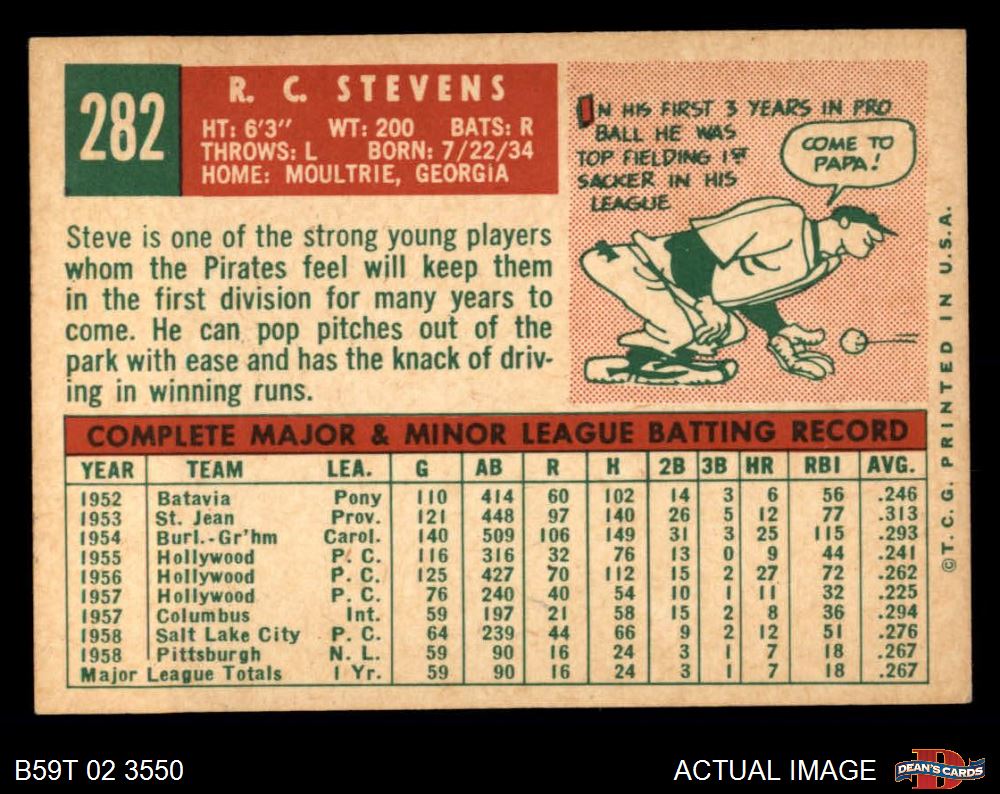 282
R. C. STEVENS
HT: 6'3" WT: 200 BATS: R
THROWS: L BORN: 7/22/34
HOME: MOULTRIE, GEORGIA
IN HIS FIRST 3 YEARS IN PRO
BALL HE WAS
TOP FIELDING 1ST
SACKER IN HIS
LEAGUE
COME TO
PAPA!
Steve is one of the strong young players
whom the Pirates feel will keep them
in the first division for many years to
come. He can pop pitches out of the
park with ease and has the knack of driv-
ing in winning runs.
COMPLETE MAJOR & MINOR LEAGUE BATTING RECORD
YEAR TEAM LEA. G AB R H 2B 3B HR RBI AVG.
1952 Batavia Pony 110 414 60 102 14 3 6 56 .246
1953 St. Jean Prov. 121 448 97 140 26 5 12 77 .313
1954 Burl.-Gr'hm Carol. 140 509 106 149 31 3 25 115 .293
1955 Hollywood P. C. 116 316 32 76 13 0 9 44 .241
1956 Hollywood P. C. 125 427 70 112 15 2 27 72 .262
1957 Hollywood P. C. 76 240 40 54 10 1 11 32 .225
1957 Columbus Int. 59 197 21 58 15 2 8 36 .294
1958 Salt Lake City P. C. 64 239 44 66 9 2 12 51 .276
1958 Pittsburgh N. L. 59 90 16 24 3 1 7 18 .267
Major League Totals 1 Yr. 59 90 16 24 3 1 7 18 .267
©T. C. G. PRINTED IN U.S.A.
B59T 02 3550
ACTUAL IMAGE
DEAN'S CARDS